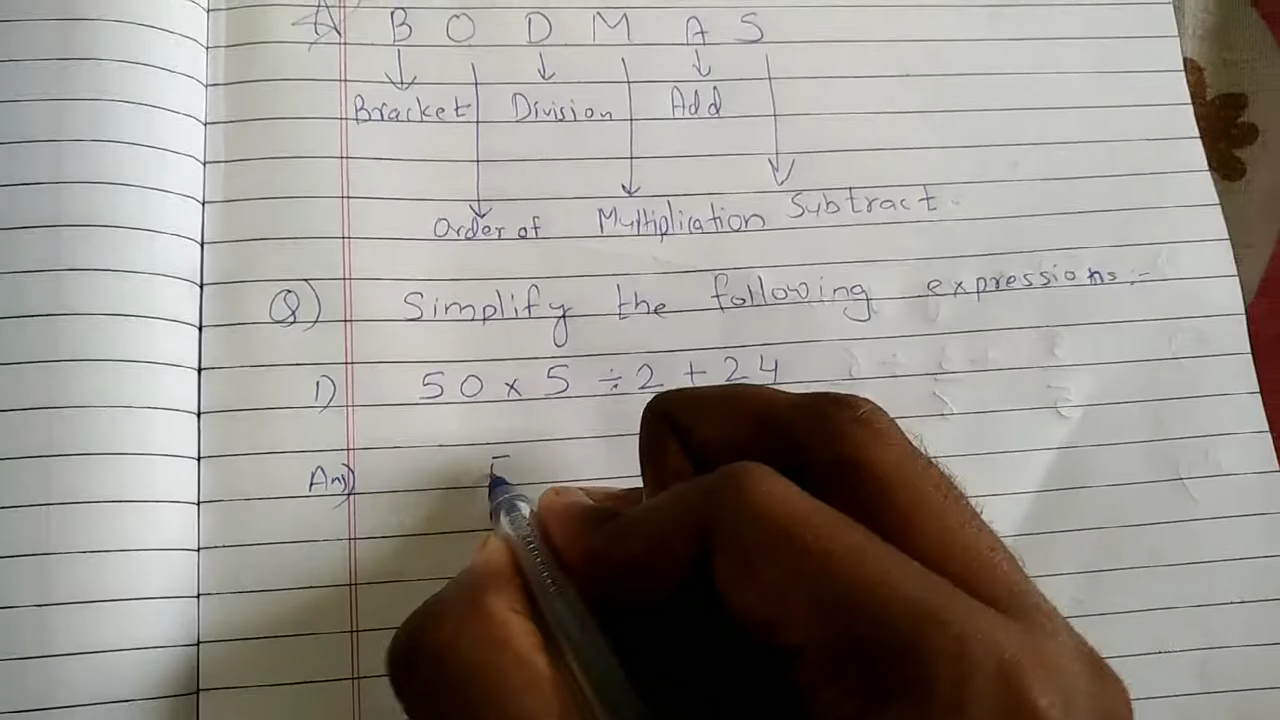 A B O D M A S
Bracket Division Add
Order of Multiplication Subtract.
Q) Simplify the following expressions:-
1) 50 x 5 ÷ 2 + 24
Ans)